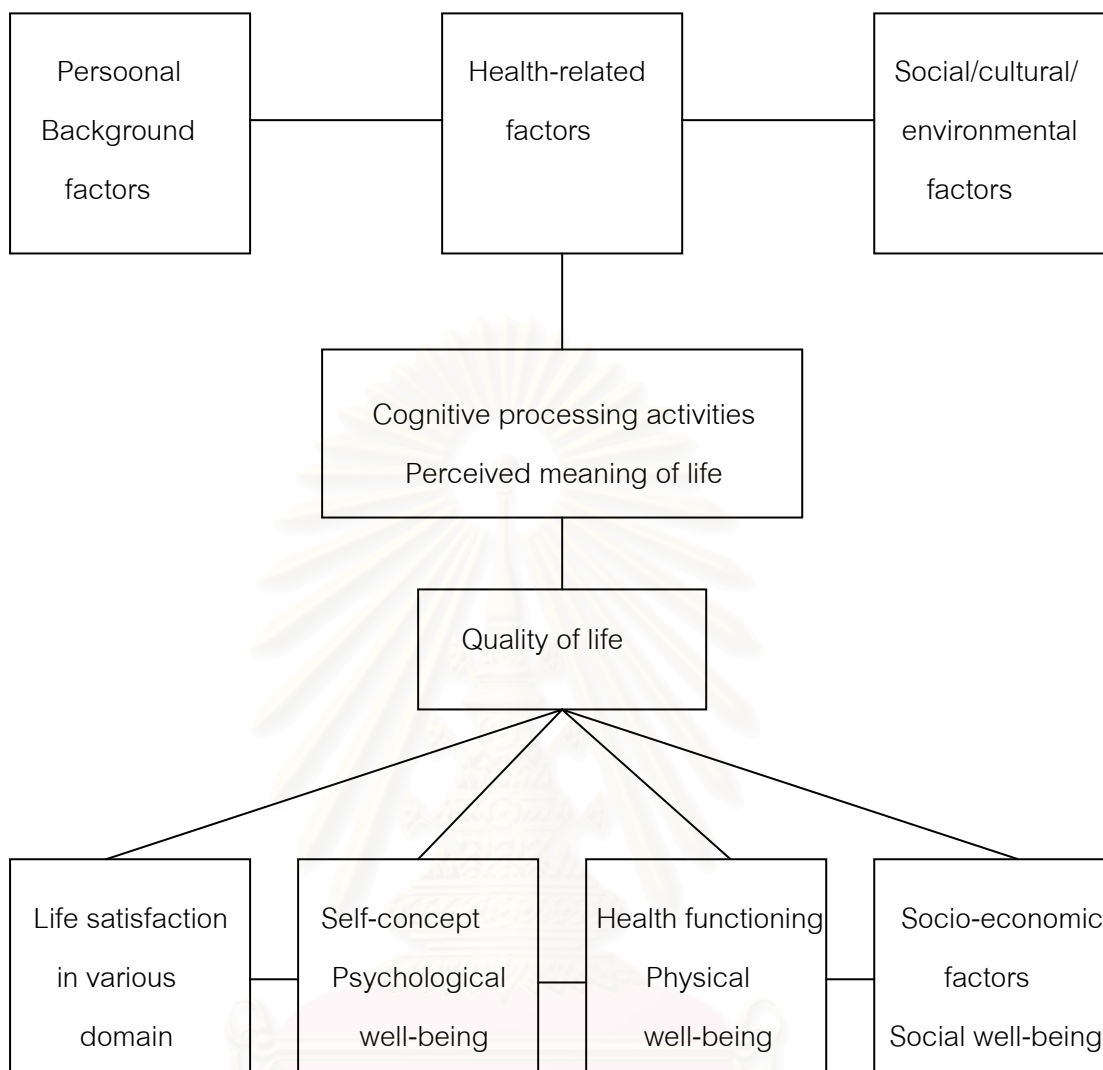 Persoonal
Background
factors
Health-related
factors
Social/cultural/
environmental
factors
Cognitive processing activities
Perceived meaning of life
Quality of life
Life satisfaction
in various
domain
Self-concept
Psychological
well-being
Health functioning
Physical
well-being
Socio-economic
factors
Social well-being